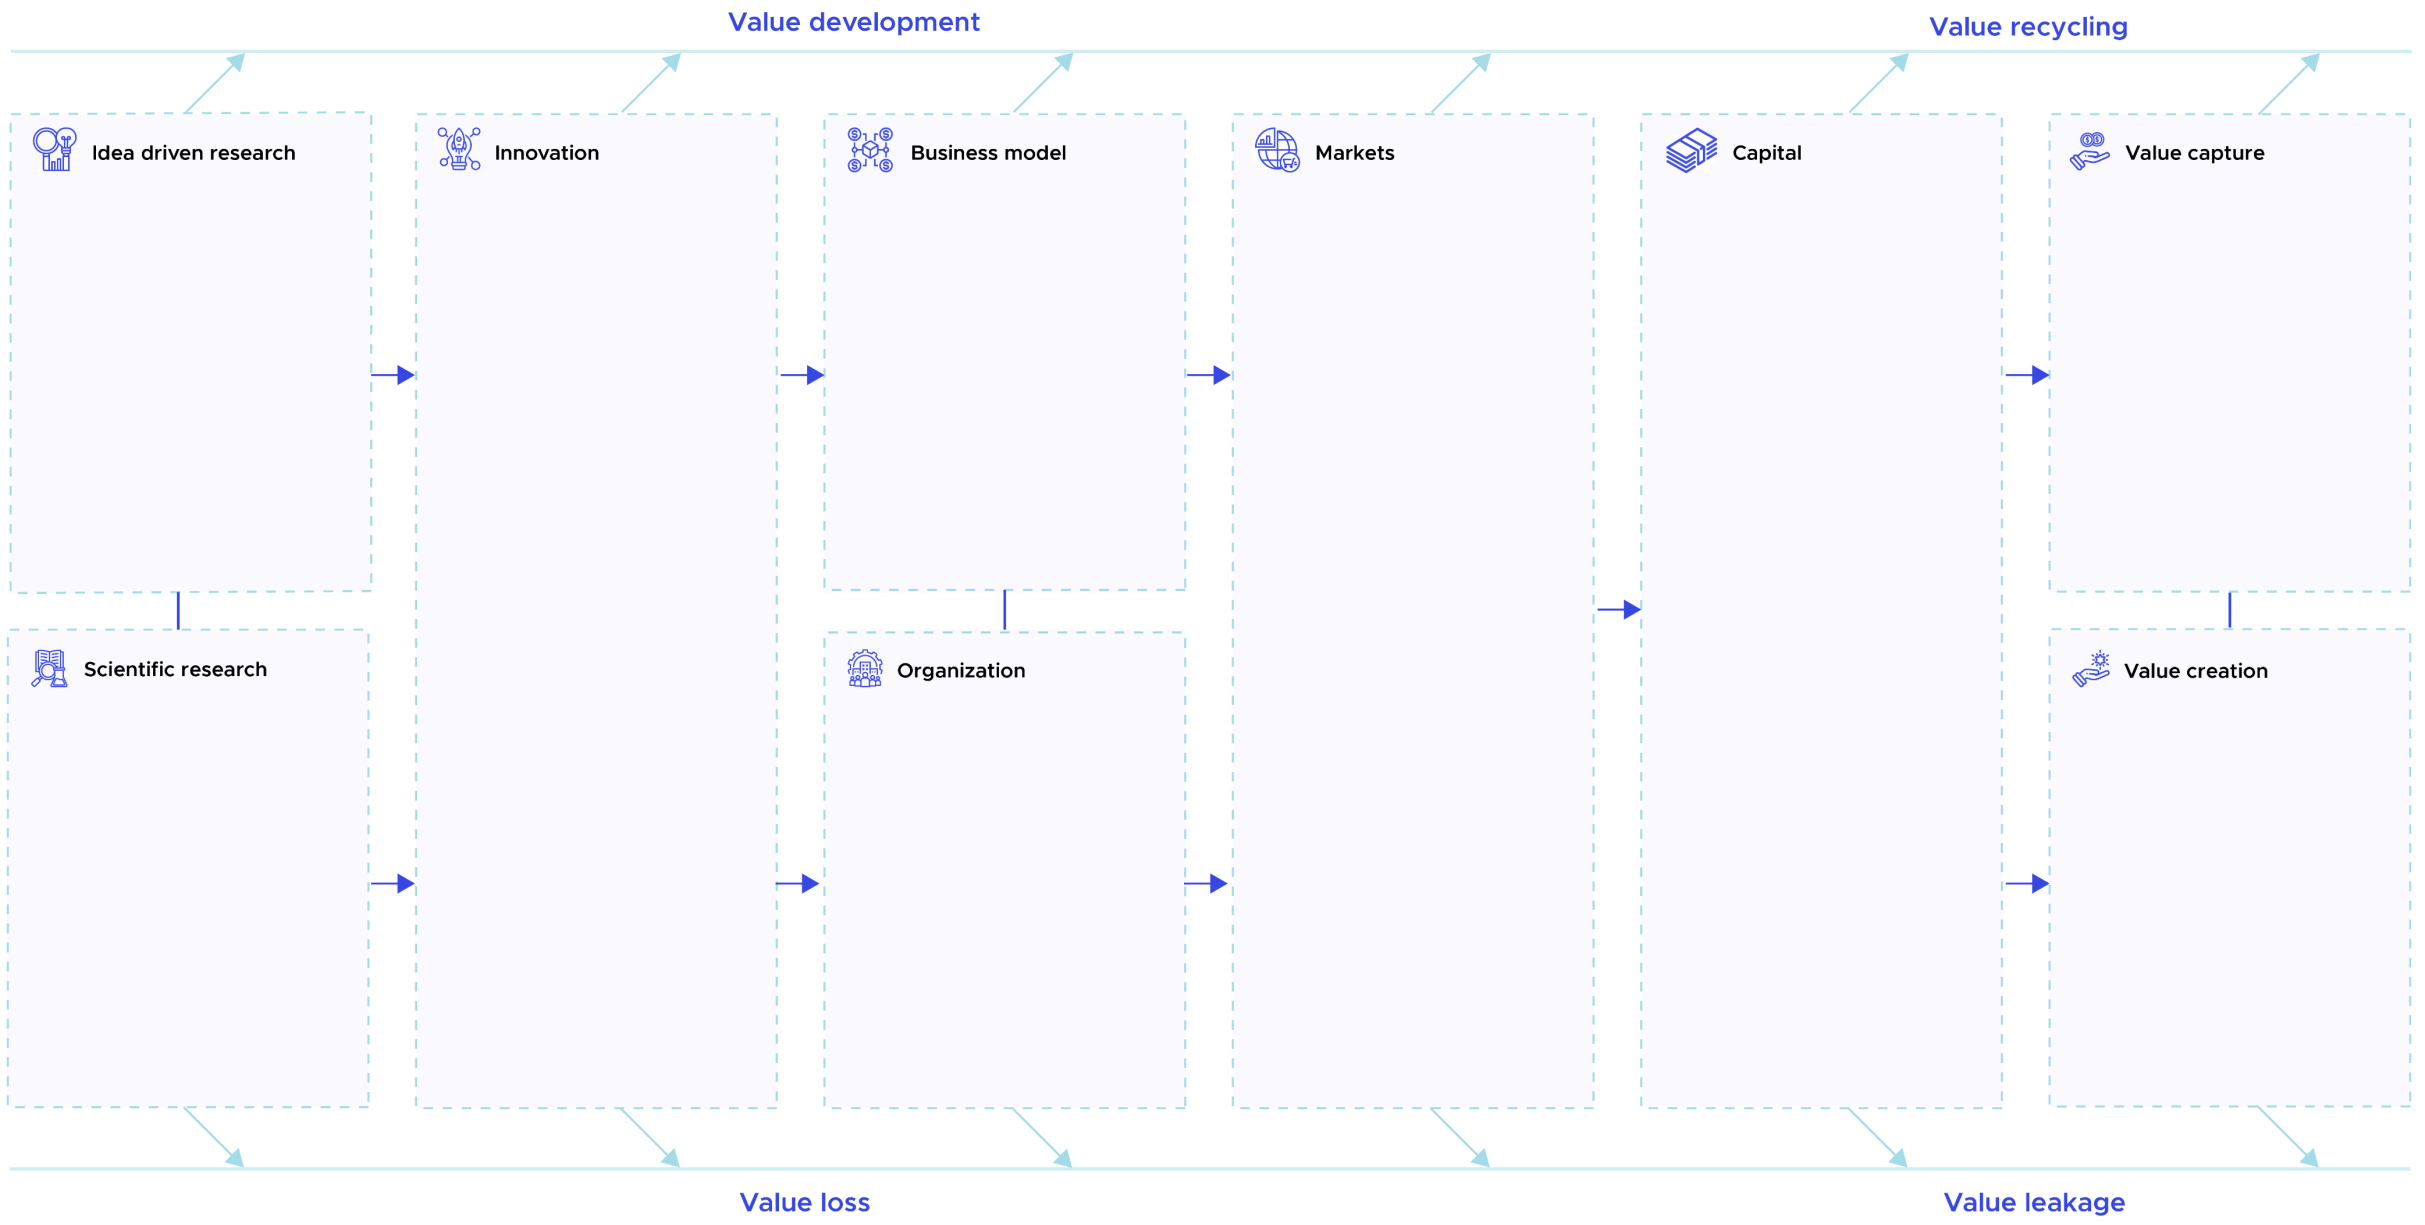 Value development
Value recycling
Idea driven research
Innovation
Business model
Markets
Capital
Value capture
Scientific research
Organization
Value creation
Value loss
Value leakage